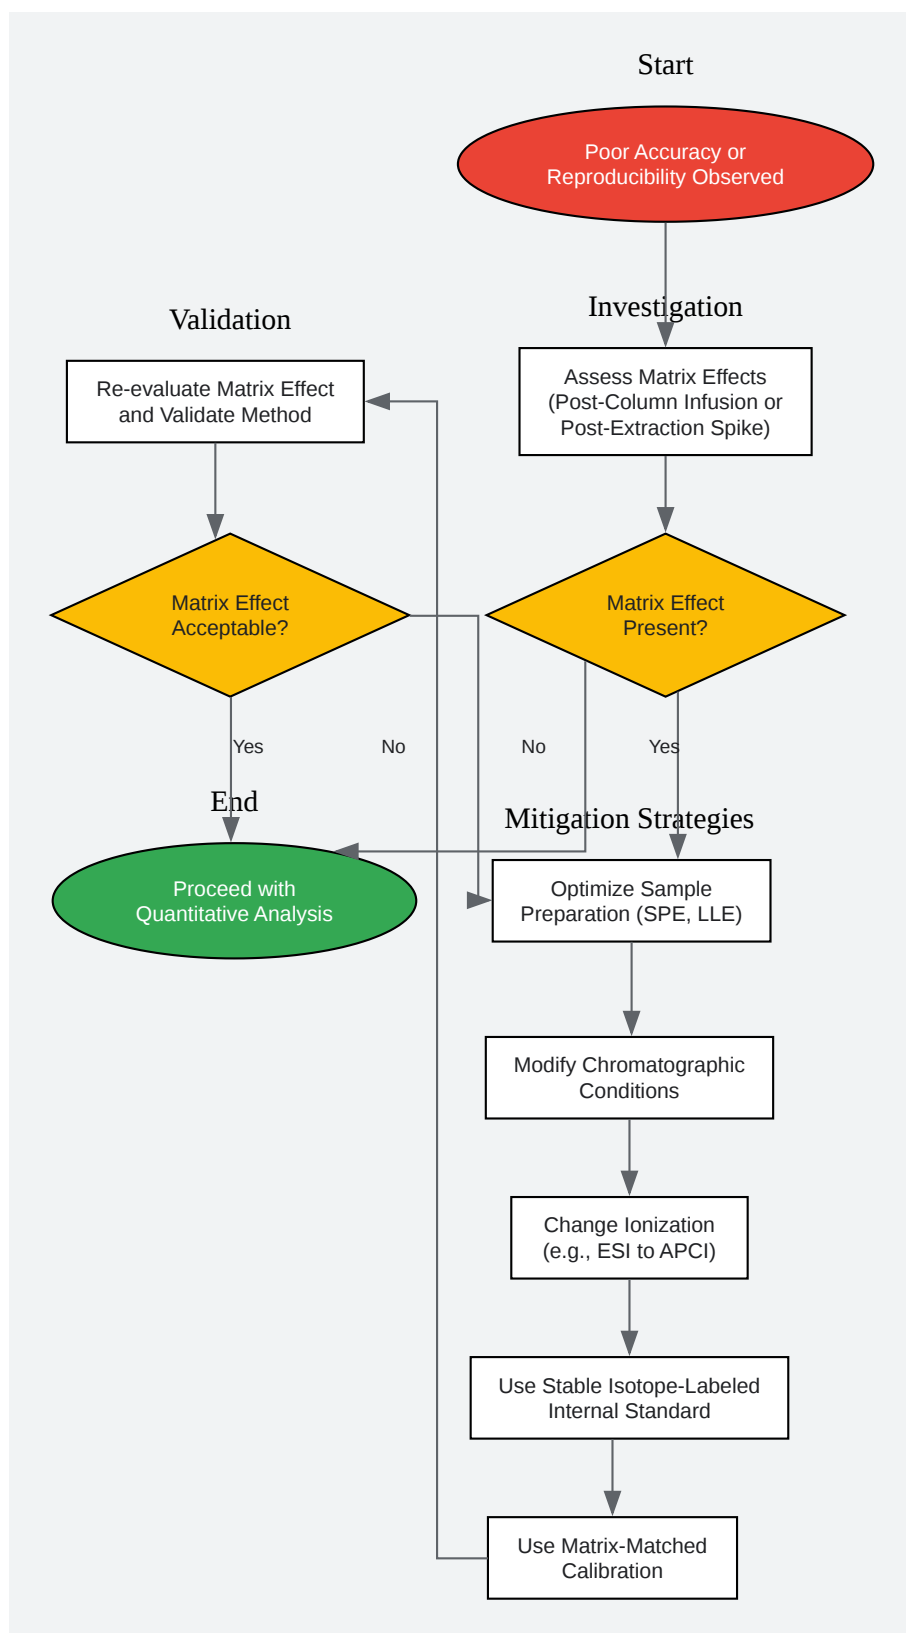 Start
Poor Accuracy or
Reproducibility Observed
Investigation
Assess Matrix Effects
(Post-Column Infusion or
Post-Extraction Spike)
Matrix Effect
Present?
No
Yes
Mitigation Strategies
Optimize Sample
Preparation (SPE, LLE)
Modify Chromatographic
Conditions
Change Ionization
(e.g., ESI to APCI)
Use Stable Isotope-Labeled
Internal Standard
Use Matrix-Matched
Calibration
Validation
Re-evaluate Matrix Effect
and Validate Method
Matrix Effect
Acceptable?
Yes
No
End
Proceed with
Quantitative Analysis